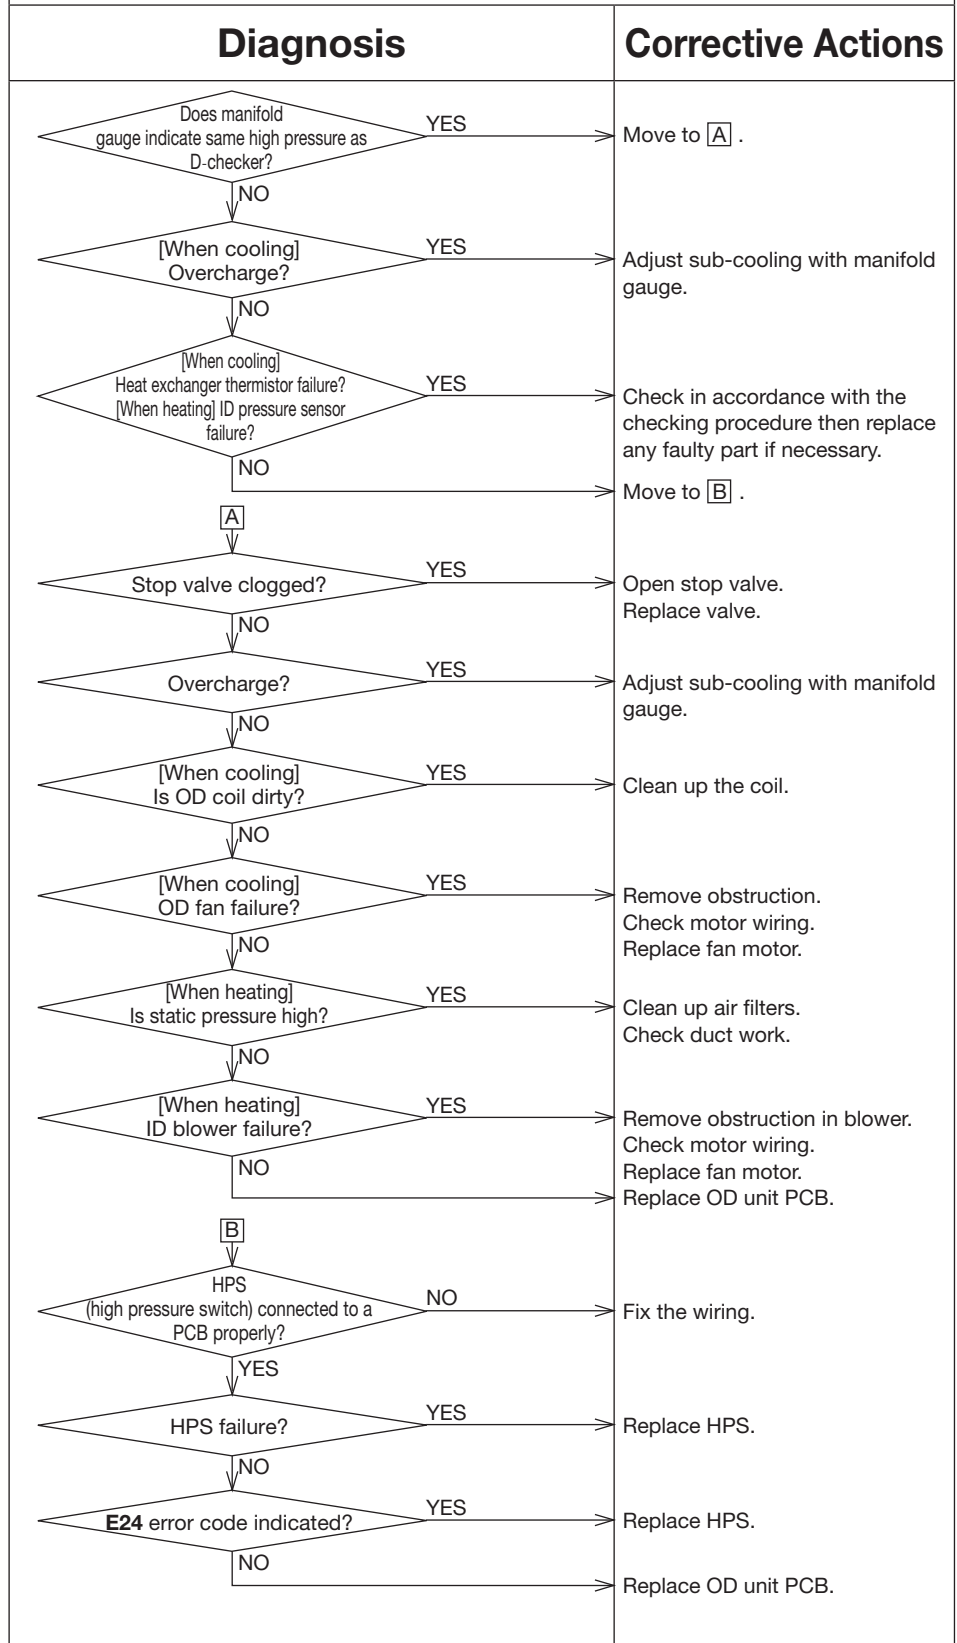 Diagnosis
Corrective Actions
Does manifold
gauge indicate same high pressure as
D-checker?
YES
Move to A .
NO
[When cooling]
Overcharge?
YES
Adjust sub-cooling with manifold
gauge.
NO
[When cooling]
Heat exchanger thermistor failure?
[When heating] ID pressure sensor
failure?
YES
Check in accordance with the
checking procedure then replace
any faulty part if necessary.
NO
Move to B .
A
Stop valve clogged?
YES
Open stop valve.
Replace valve.
NO
Overcharge?
YES
Adjust sub-cooling with manifold
gauge.
NO
[When cooling]
Is OD coil dirty?
YES
Clean up the coil.
NO
[When cooling]
OD fan failure?
YES
Remove obstruction.
Check motor wiring.
Replace fan motor.
NO
[When heating]
Is static pressure high?
YES
Clean up air filters.
Check duct work.
NO
[When heating]
ID blower failure?
YES
Remove obstruction in blower.
Check motor wiring.
Replace fan motor.
NO
Replace OD unit PCB.
B
HPS
(high pressure switch) connected to a
PCB properly?
NO
Fix the wiring.
YES
HPS failure?
YES
Replace HPS.
NO
E24 error code indicated?
YES
Replace HPS.
NO
Replace OD unit PCB.